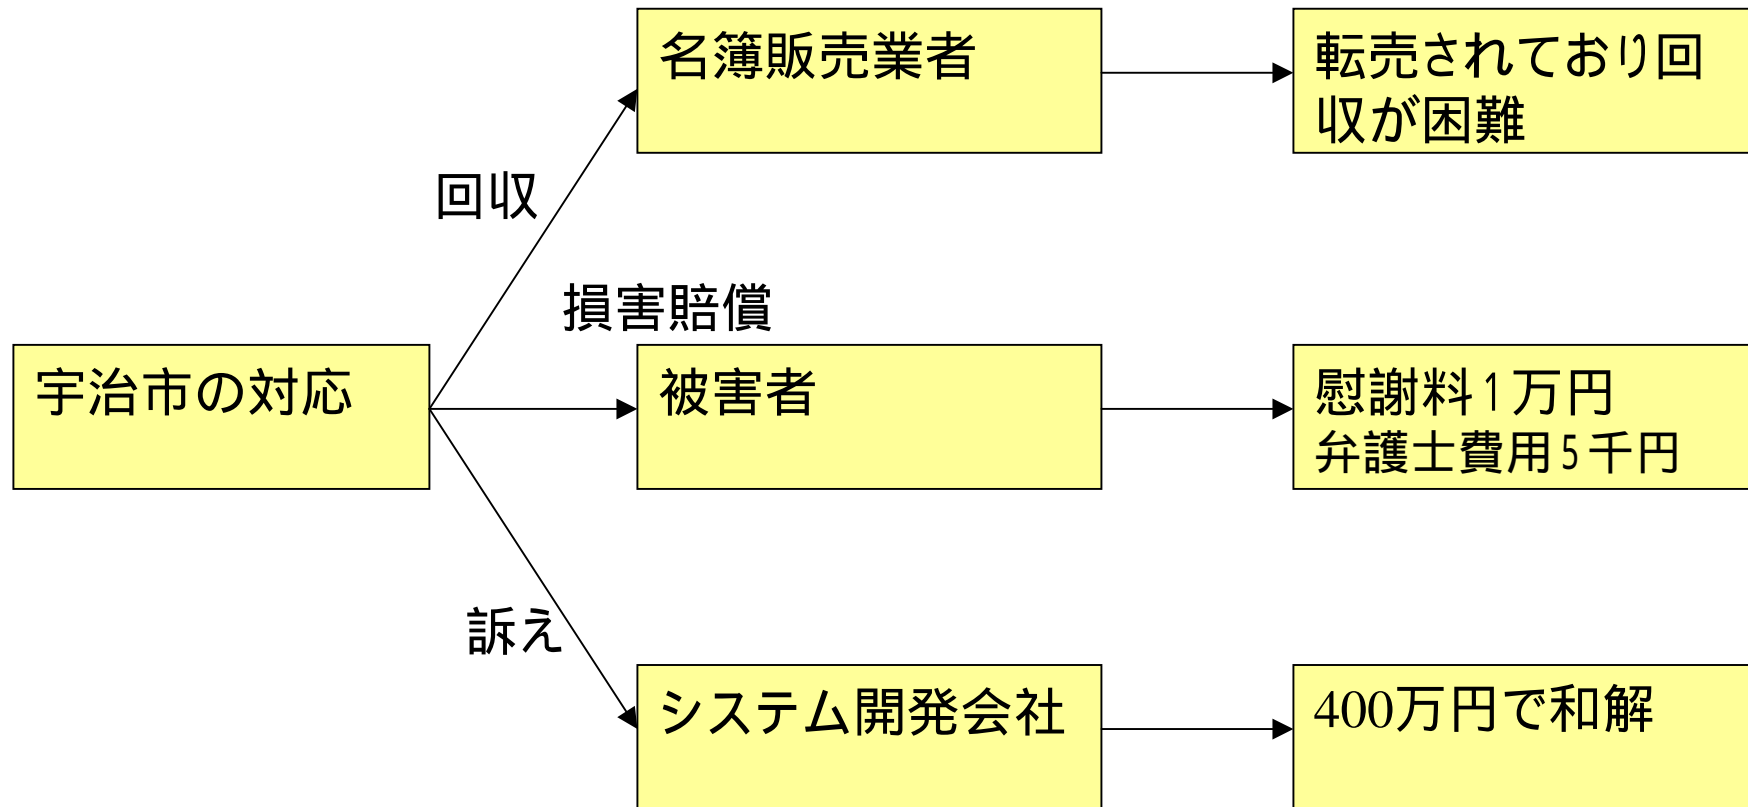 名簿販売業者
転売されており回
収が困難
回収
損害賠償
宇治市の対応
被害者
慰謝料1万円
弁護士費用5千円
訴え
システム開発会社
400万円で和解